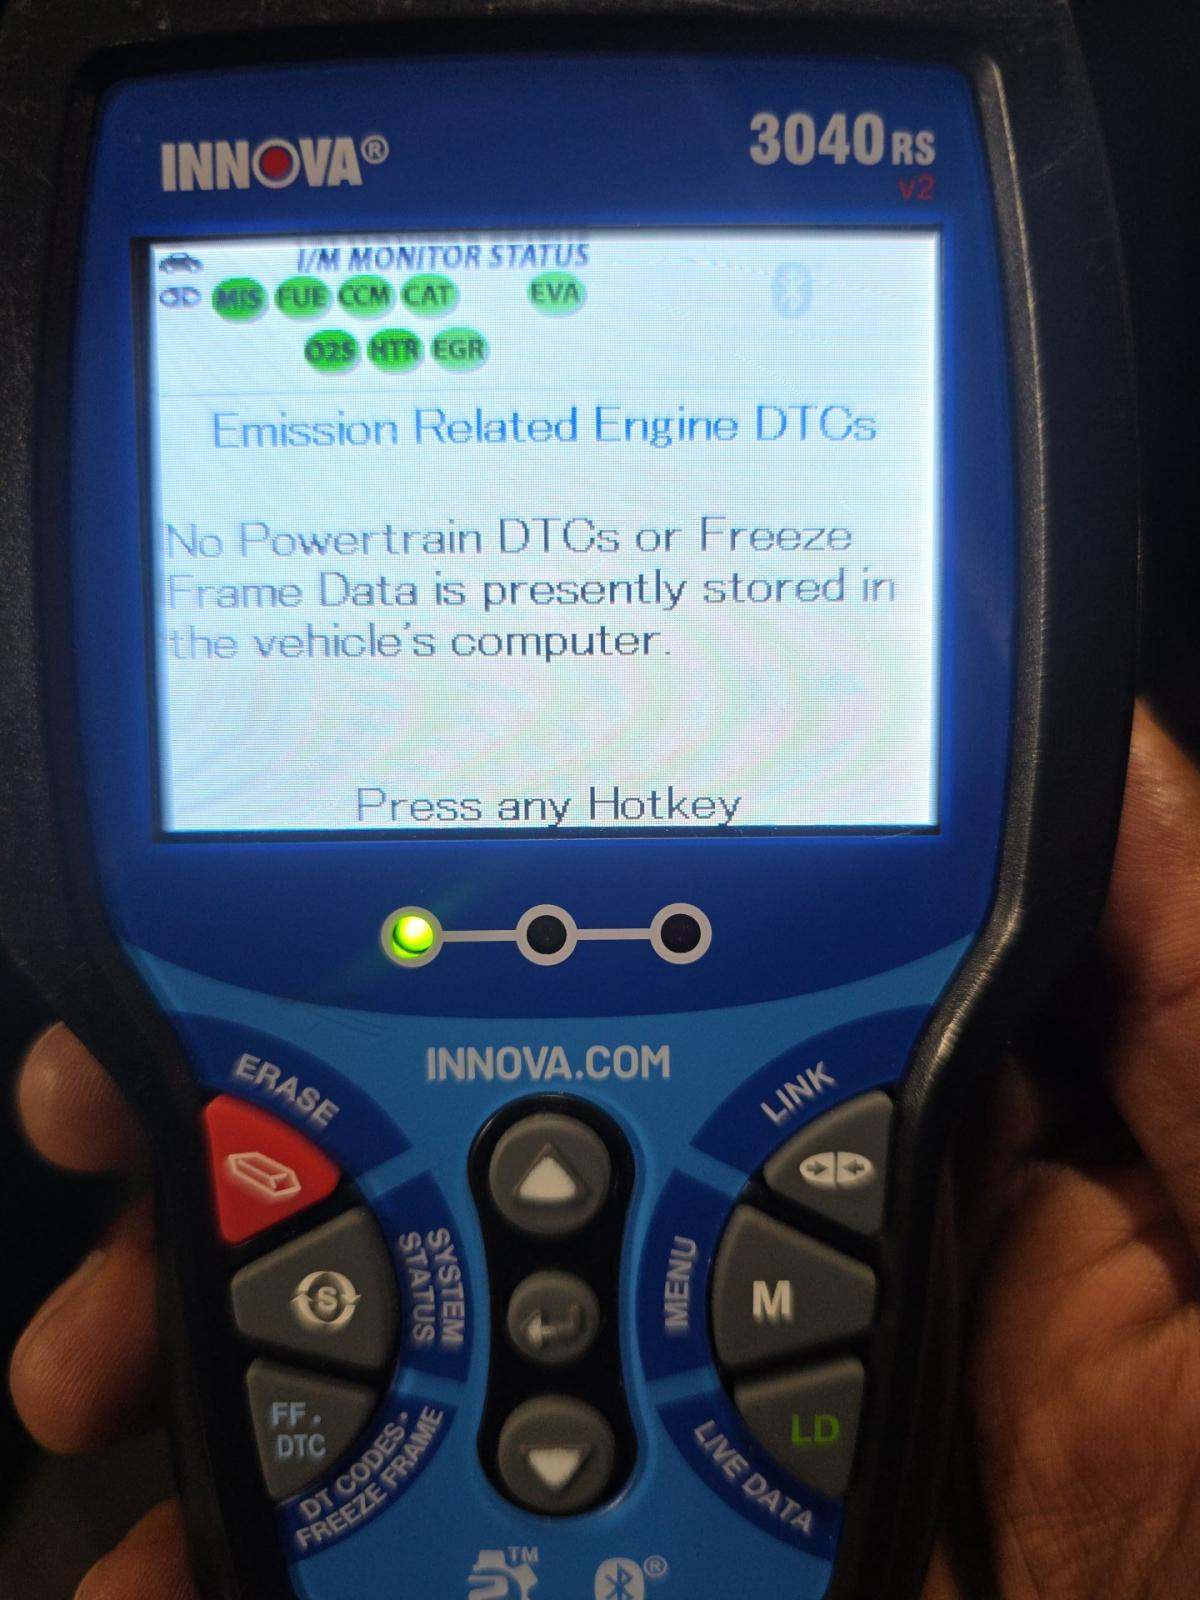 INNOVA®
3040RS
v2
I/M MONITOR STATUS
MIS FUE CCM CAT EVA
O2S HTR EGR
Emission Related Engine DTCs
No Powertrain DTCs or Freeze
Frame Data is presently stored in
the vehicle's computer.
Press any Hotkey
INNOVA.COM
ERASE
LINK
S
SYSTEM
STATUS
MENU
M
FF.
DTC
DT CODES•
FREEZE FRAME
LD
LIVE DATA
TM
®